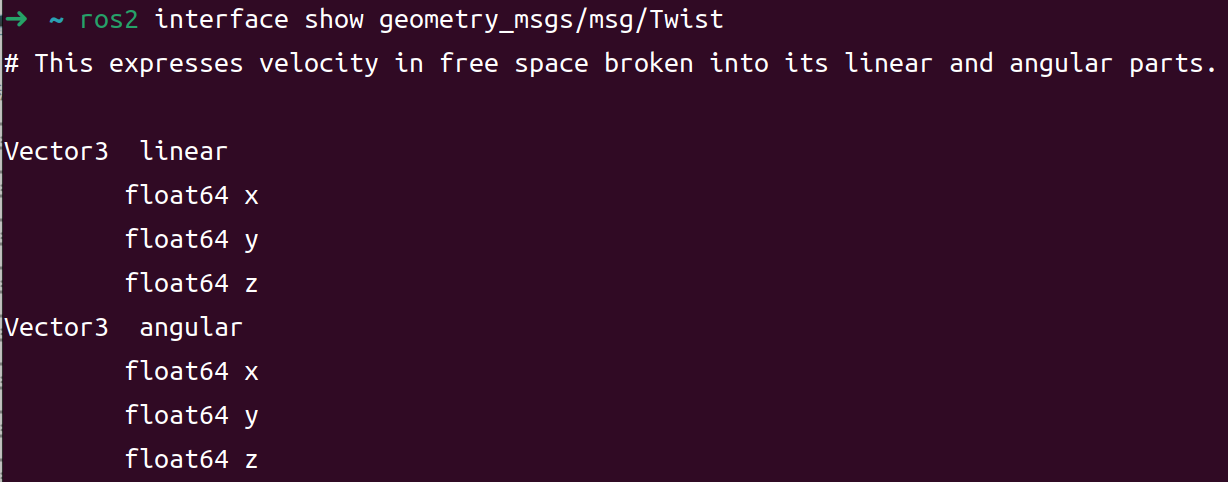 ➜ ~ ros2 interface show geometry_msgs/msg/Twist
# This expresses velocity in free space broken into its linear and angular parts.
Vector3  linear
        float64 x
        float64 y
        float64 z
Vector3  angular
        float64 x
        float64 y
        float64 z